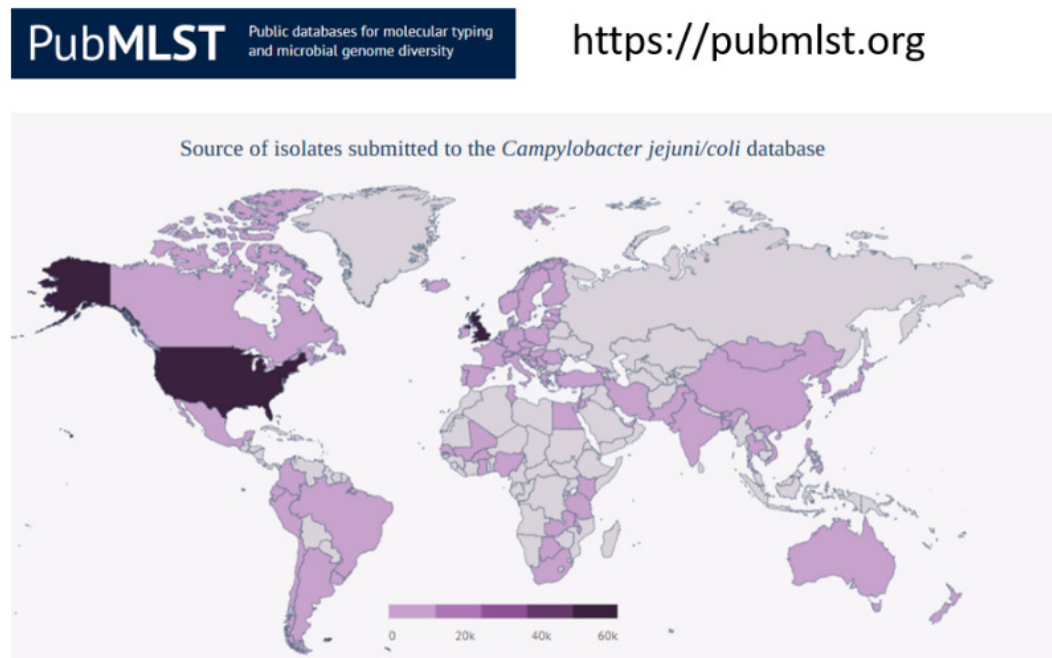 PubMLST
Public databases for molecular typing
and microbial genome diversity
https://pubmlst.org
Source of isolates submitted to the Campylobacter jejuni/coli database
0 20k 40k 60k